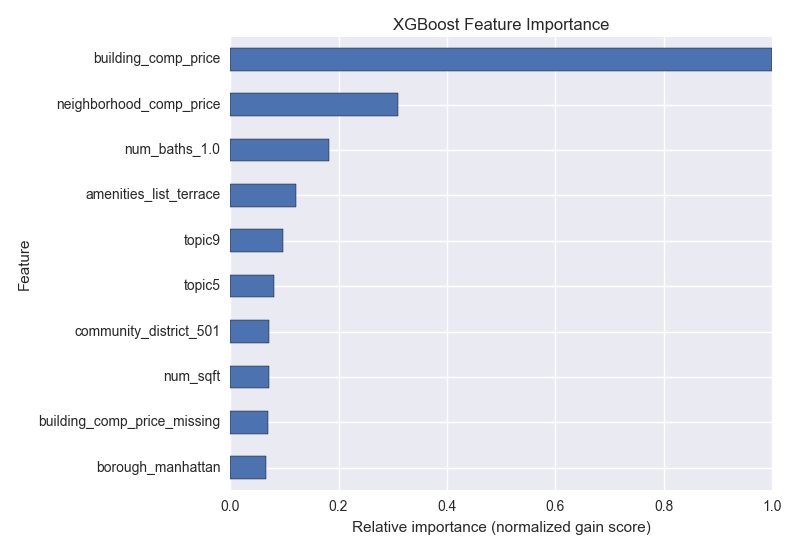 XGBoost Feature Importance
building_comp_price
neighborhood_comp_price
num_baths_1.0
amenities_list_terrace
topic9
topic5
community_district_501
num_sqft
building_comp_price_missing
borough_manhattan
Feature
0.0 0.2 0.4 0.6 0.8 1.0
Relative importance (normalized gain score)